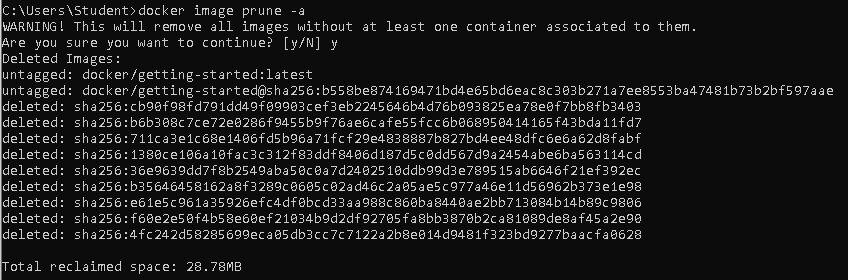 C:\Users\Student>docker image prune -a
WARNING! This will remove all images without at least one container associated to them.
Are you sure you want to continue? [y/N] y
Deleted Images:
untagged: docker/getting-started:latest
untagged: docker/getting-started@sha256:b558be874169471bd4e65bd6eac8c303b271a7ee8553ba47481b73b2bf597aae
deleted: sha256:cb90f98fd791dd49f09903cef3eb2245646b4d76b093825ea78e0f7bb8fb3403
deleted: sha256:b6b308c7ce72e0286f9455b9f76ae6cafe55fcc6b068950414165f43bda11fd7
deleted: sha256:711ca3e1c68e1406fd5b96a71fcf29e4838887b827bd4ee48dfc6e6a62d8fabf
deleted: sha256:1380ce106a10fac3c312f83ddf8406d187d5c0dd567d9a2454abe6ba563114cd
deleted: sha256:36e9639dd7f8b2549aba50c0a7d2402510ddb99d3e789515ab6646f21ef392ec
deleted: sha256:b35646458162a8f3289c0605c02ad46c2a05ae5c977a46e11d56962b373e1e98
deleted: sha256:e61e5c961a35926efc4df0bcd33aa988c860ba8440ae2bb713084b14b89c9806
deleted: sha256:f60e2e50f4b58e60ef21034b9d2df92705fa8bb3870b2ca81089de8af45a2e90
deleted: sha256:4fc242d58285699eca05db3cc7c7122a2b8e014d9481f323bd9277baacfa0628
Total reclaimed space: 28.78MB